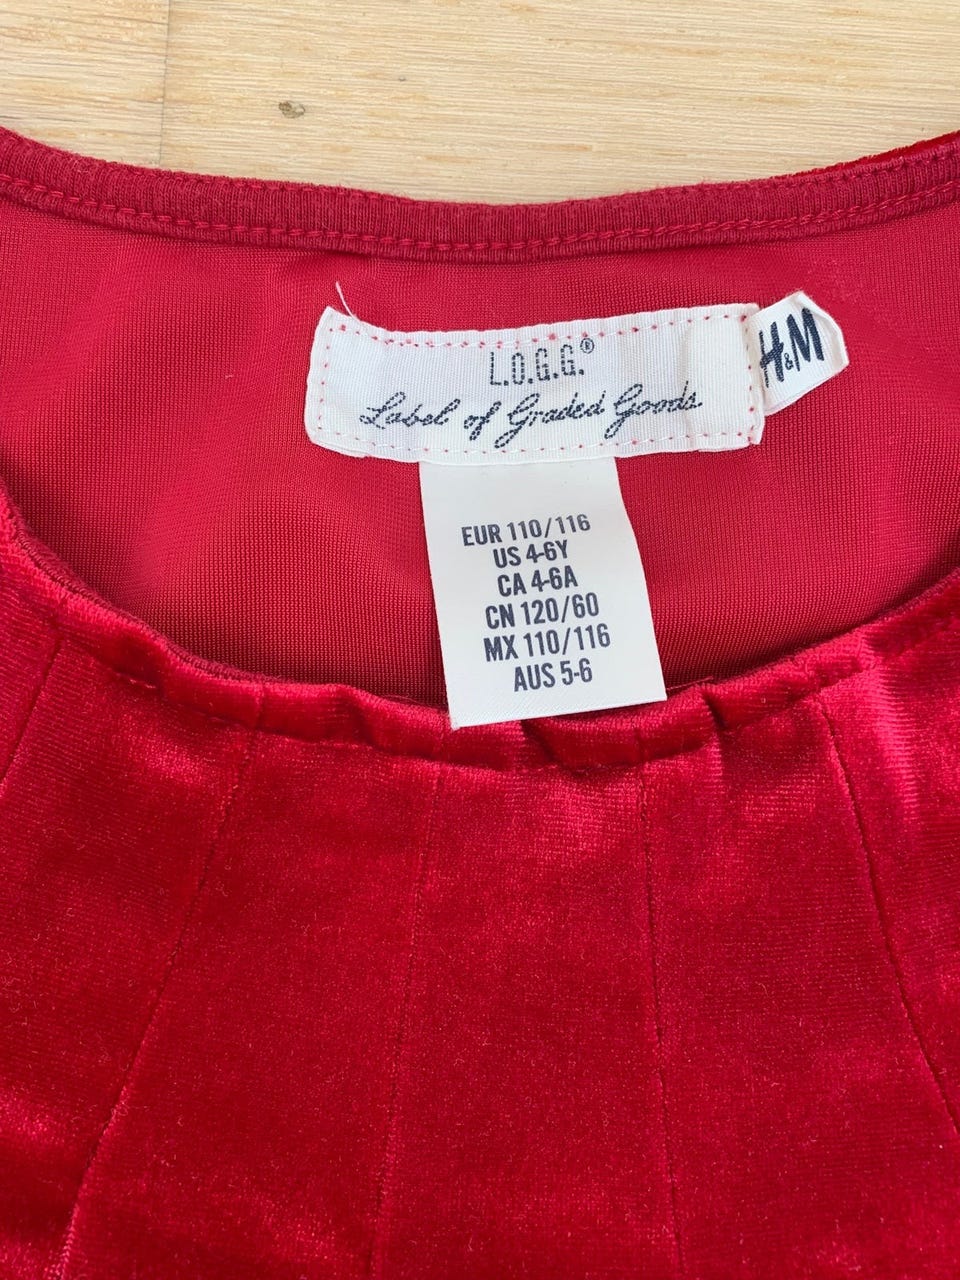 L.O.G.G.®
Label of Graded Goods
H&M
EUR 110/116
US 4-6Y
CA 4-6A
CN 120/60
MX 110/116
AUS 5-6